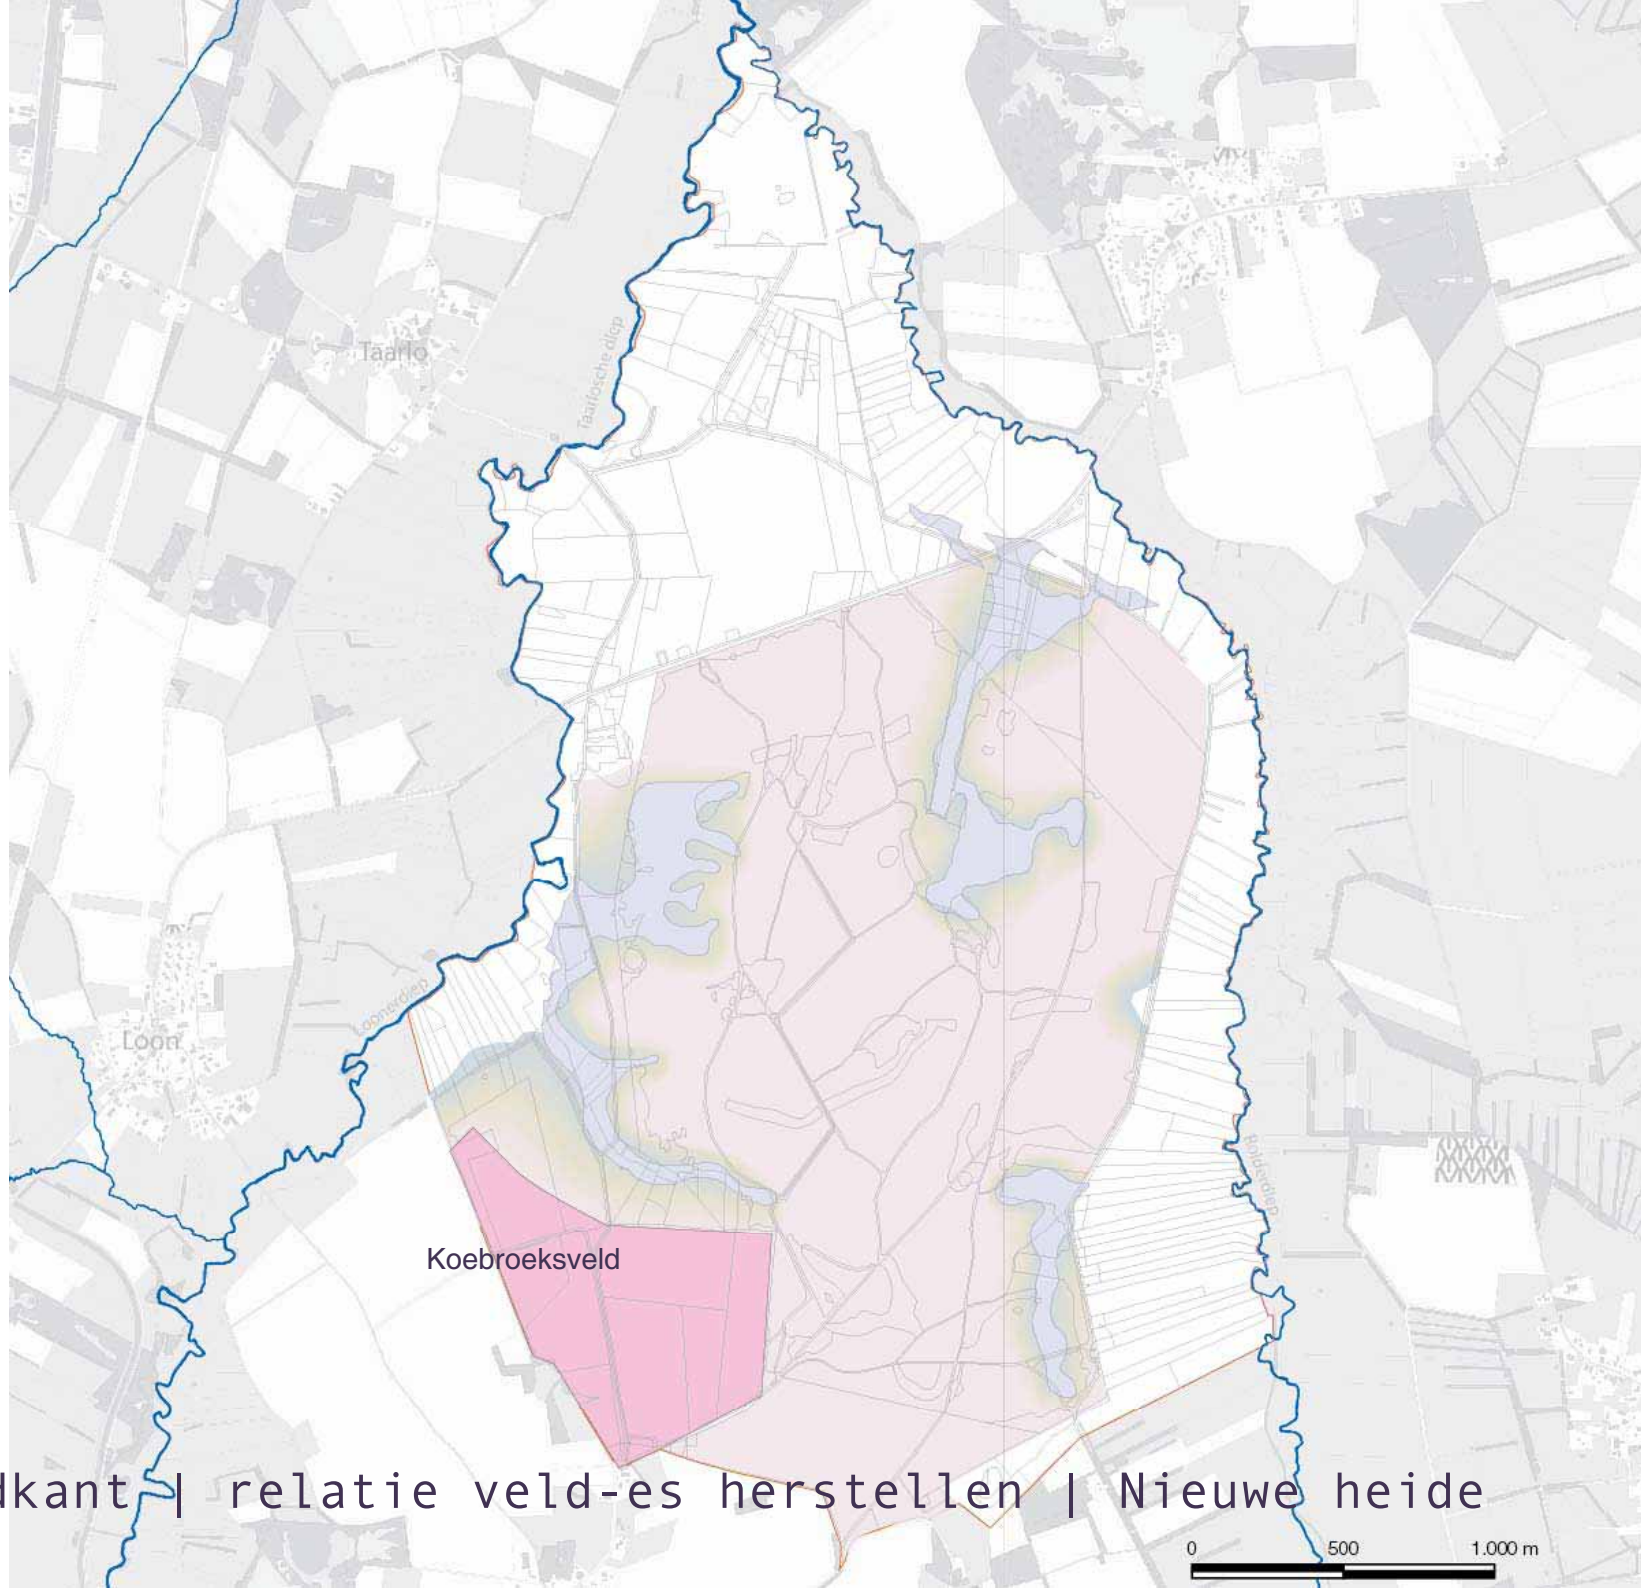 Taarlo
Taarlosche diep
Loonerdiep
Loon
Rolderdiep
Koebroeksveld
dkant | relatie veld-es herstellen | Nieuwe heide
0 500 1.000 m